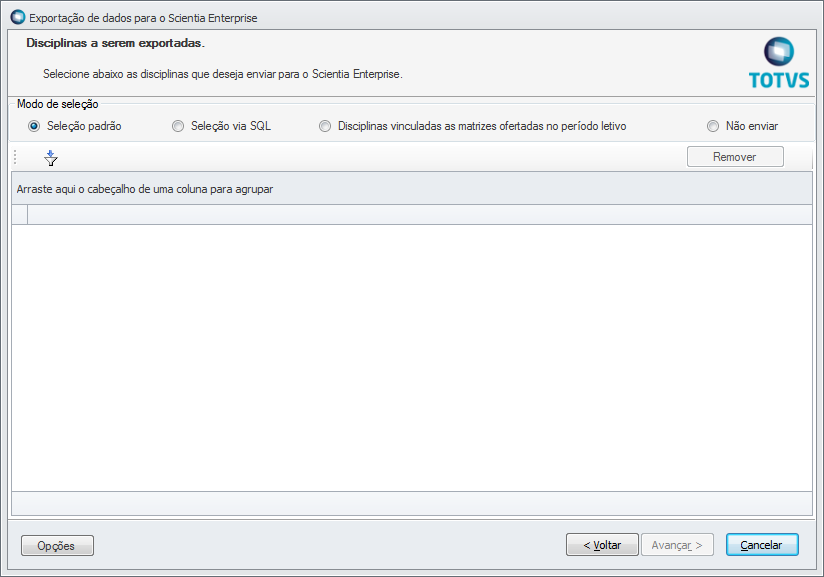 Exportação de dados para o Scientia Enterprise
Disciplinas a serem exportadas.
Selecione abaixo as disciplinas que deseja enviar para o Scientia Enterprise.
TOTVS
Modo de seleção
Seleção padrão Seleção via SQL Disciplinas vinculadas as matrizes ofertadas no período letivo Não enviar
Remover
Arraste aqui o cabeçalho de uma coluna para agrupar
Opções < Voltar Avançar > Cancelar